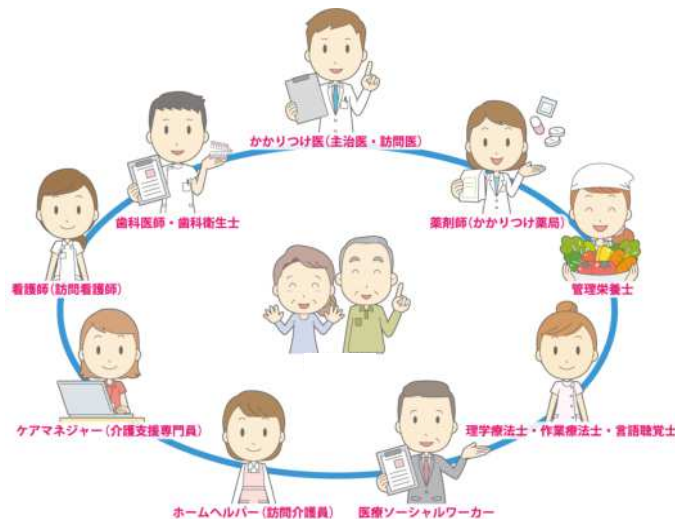 かかりつけ医(主治医・訪問医)
歯科医師・歯科衛生士
薬剤師(かかりつけ薬局)
看護師(訪問看護師)
管理栄養士
ケアマネジャー(介護支援専門員)
理学療法士・作業療法士・言語聴覚士
ホームヘルパー(訪問介護員)
医療ソーシャルワーカー